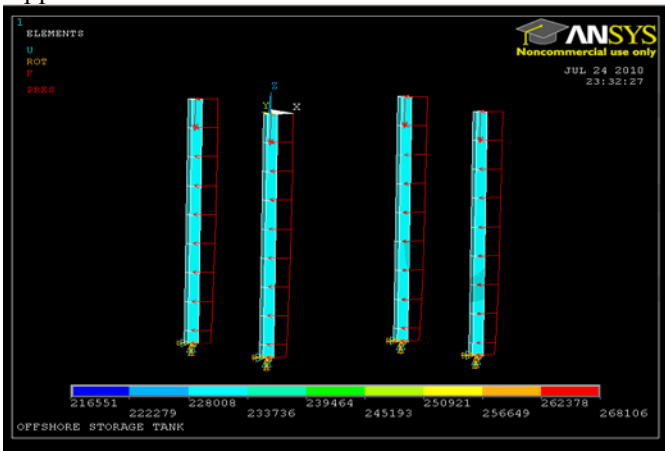 1
ELEMENTS
U
ROT
F
PRES
ANSYS
Noncommercial use only
JUL 24 2010
23:32:27
Z
Y X
216551 228008 239464 250921 262378
222279 233736 245193 256649 268106
OFFSHORE STORAGE TANK